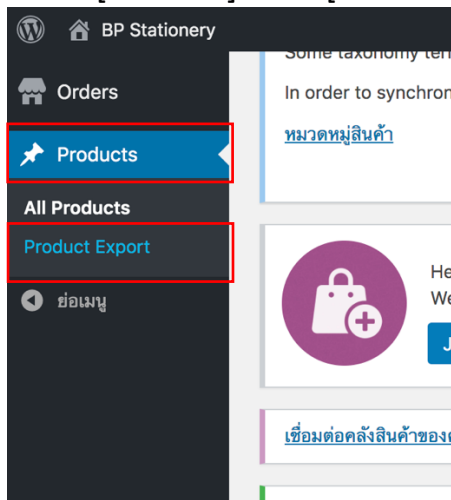 BP Stationery
Some taxonomy
Orders
In order to synchron
หมวดหมู่สินค้า
Products
All Products
Product Export
He
We
ย่อเมนู
J
เชื่อมต่อคลังสินค้าของ